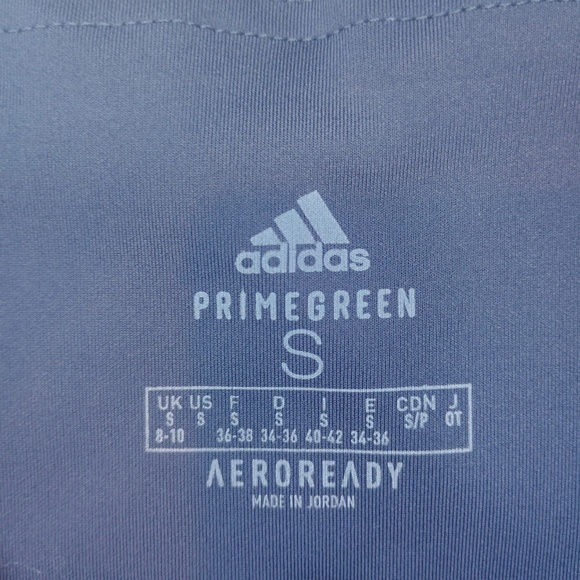 adidas
PRIMEGREEN
S
UK US F D I E CDN J
S S S S S S S/P OT
8-10 36-38 34-36 40-42 34-36
AEROREADY
MADE IN JORDAN